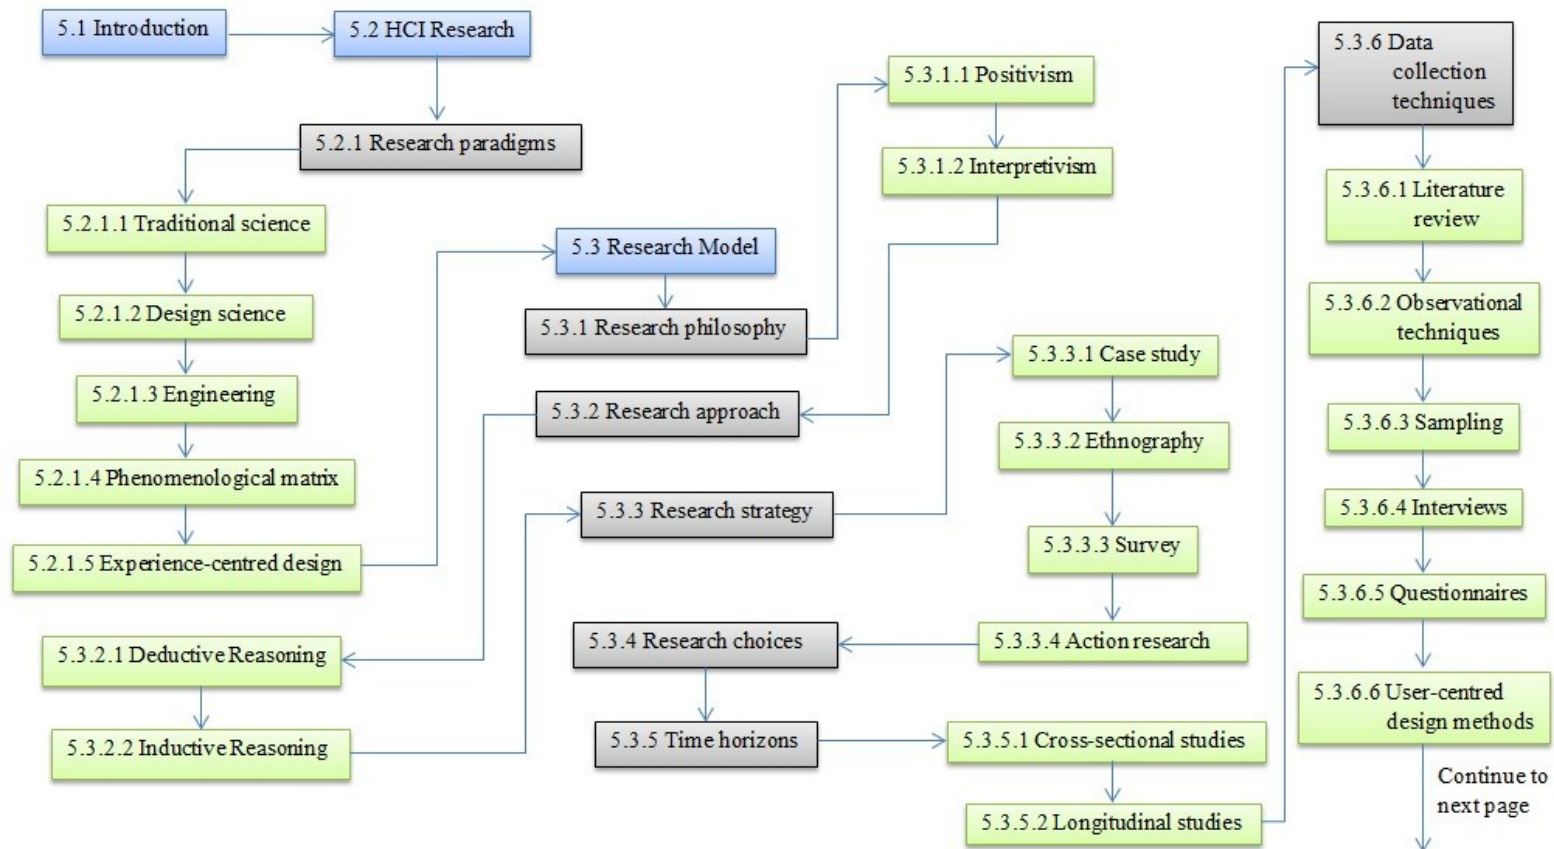 5.1 Introduction
5.2 HCI Research
5.2.1 Research paradigms
5.2.1.1 Traditional science
5.2.1.2 Design science
5.2.1.3 Engineering
5.2.1.4 Phenomenological matrix
5.2.1.5 Experience-centred design
5.3 Research Model
5.3.1 Research philosophy
5.3.1.1 Positivism
5.3.1.2 Interpretivism
5.3.2 Research approach
5.3.2.1 Deductive Reasoning
5.3.2.2 Inductive Reasoning
5.3.3 Research strategy
5.3.3.1 Case study
5.3.3.2 Ethnography
5.3.3.3 Survey
5.3.3.4 Action research
5.3.4 Research choices
5.3.5 Time horizons
5.3.5.1 Cross-sectional studies
5.3.5.2 Longitudinal studies
5.3.6 Data
collection
techniques
5.3.6.1 Literature
review
5.3.6.2 Observational
techniques
5.3.6.3 Sampling
5.3.6.4 Interviews
5.3.6.5 Questionnaires
5.3.6.6 User-centred
design methods
Continue to
next page